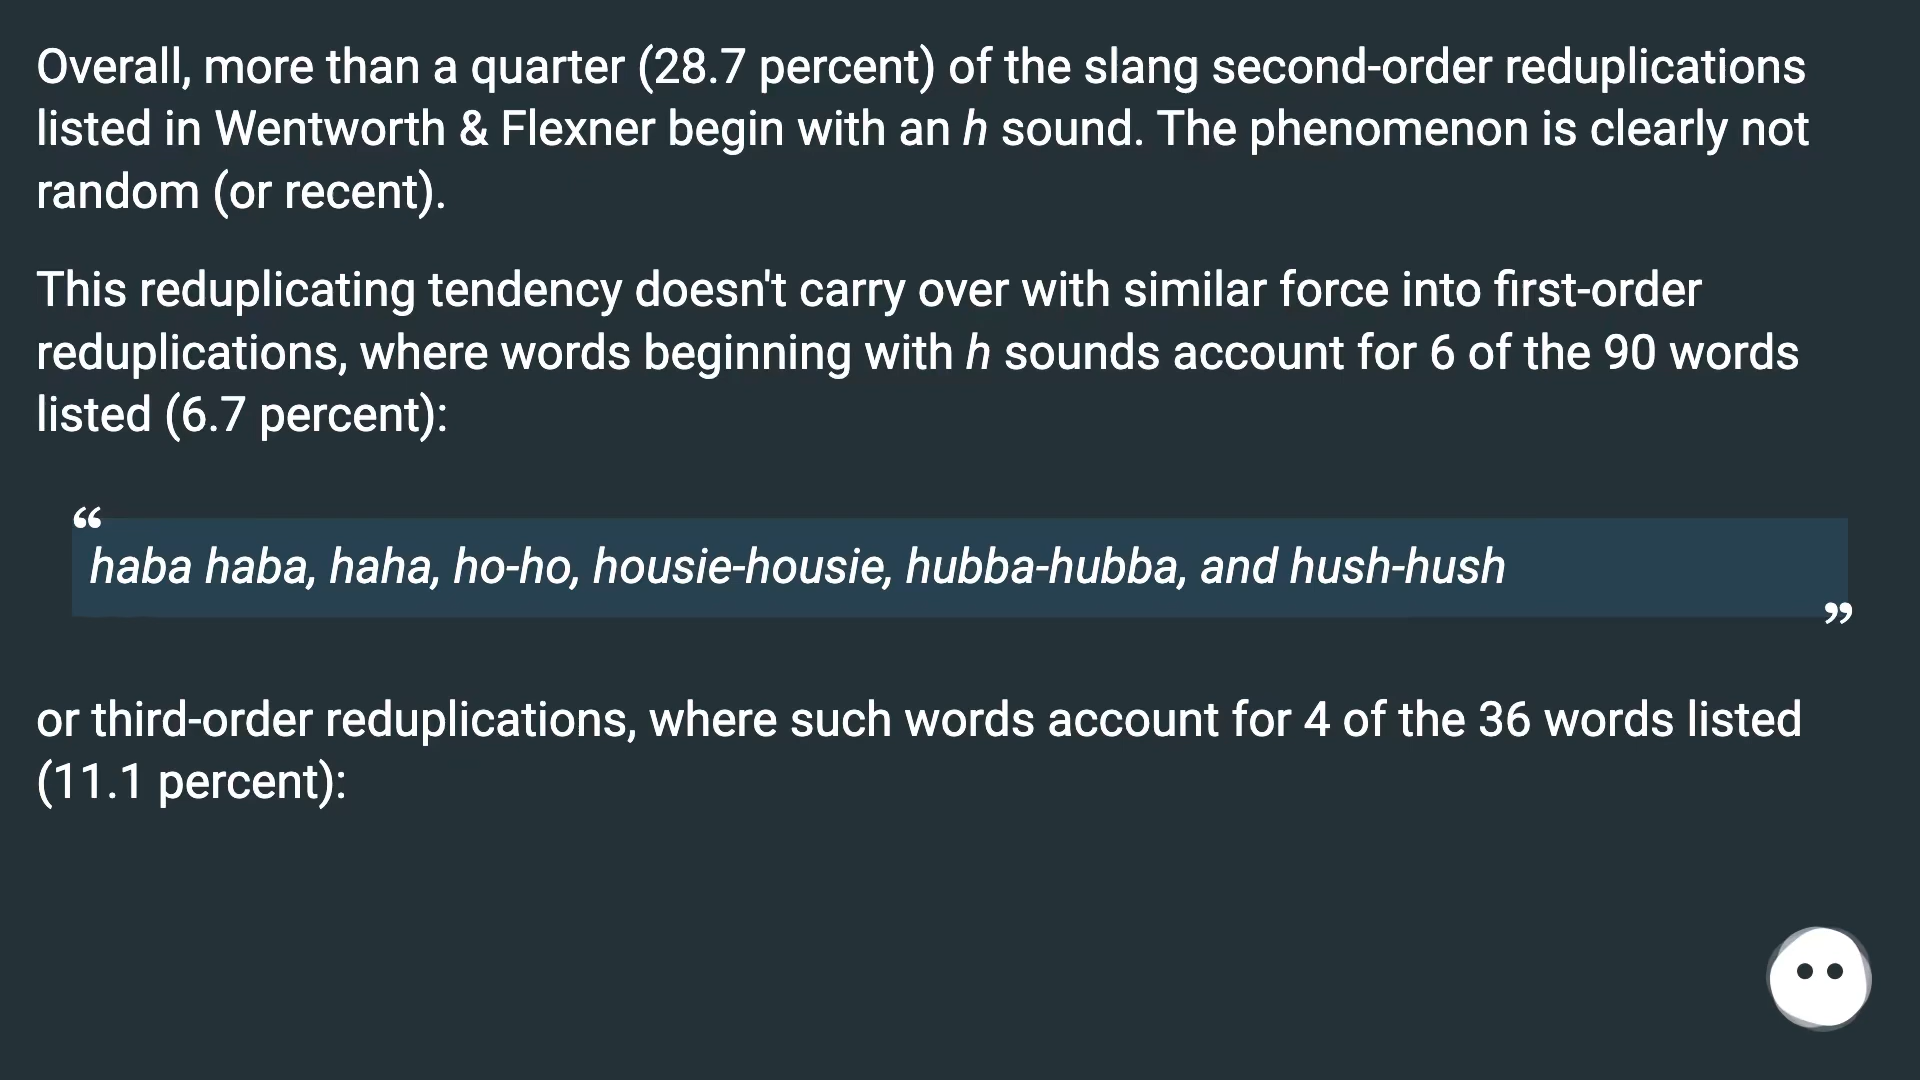 Overall, more than a quarter (28.7 percent) of the slang second-order reduplications
listed in Wentworth & Flexner begin with an h sound. The phenomenon is clearly not
random (or recent).
This reduplicating tendency doesn't carry over with similar force into first-order
reduplications, where words beginning with h sounds account for 6 of the 90 words
listed (6.7 percent):
“
haba haba, haha, ho-ho, housie-housie, hubba-hubba, and hush-hush
”
or third-order reduplications, where such words account for 4 of the 36 words listed
(11.1 percent):